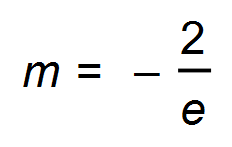 m = – 2/e